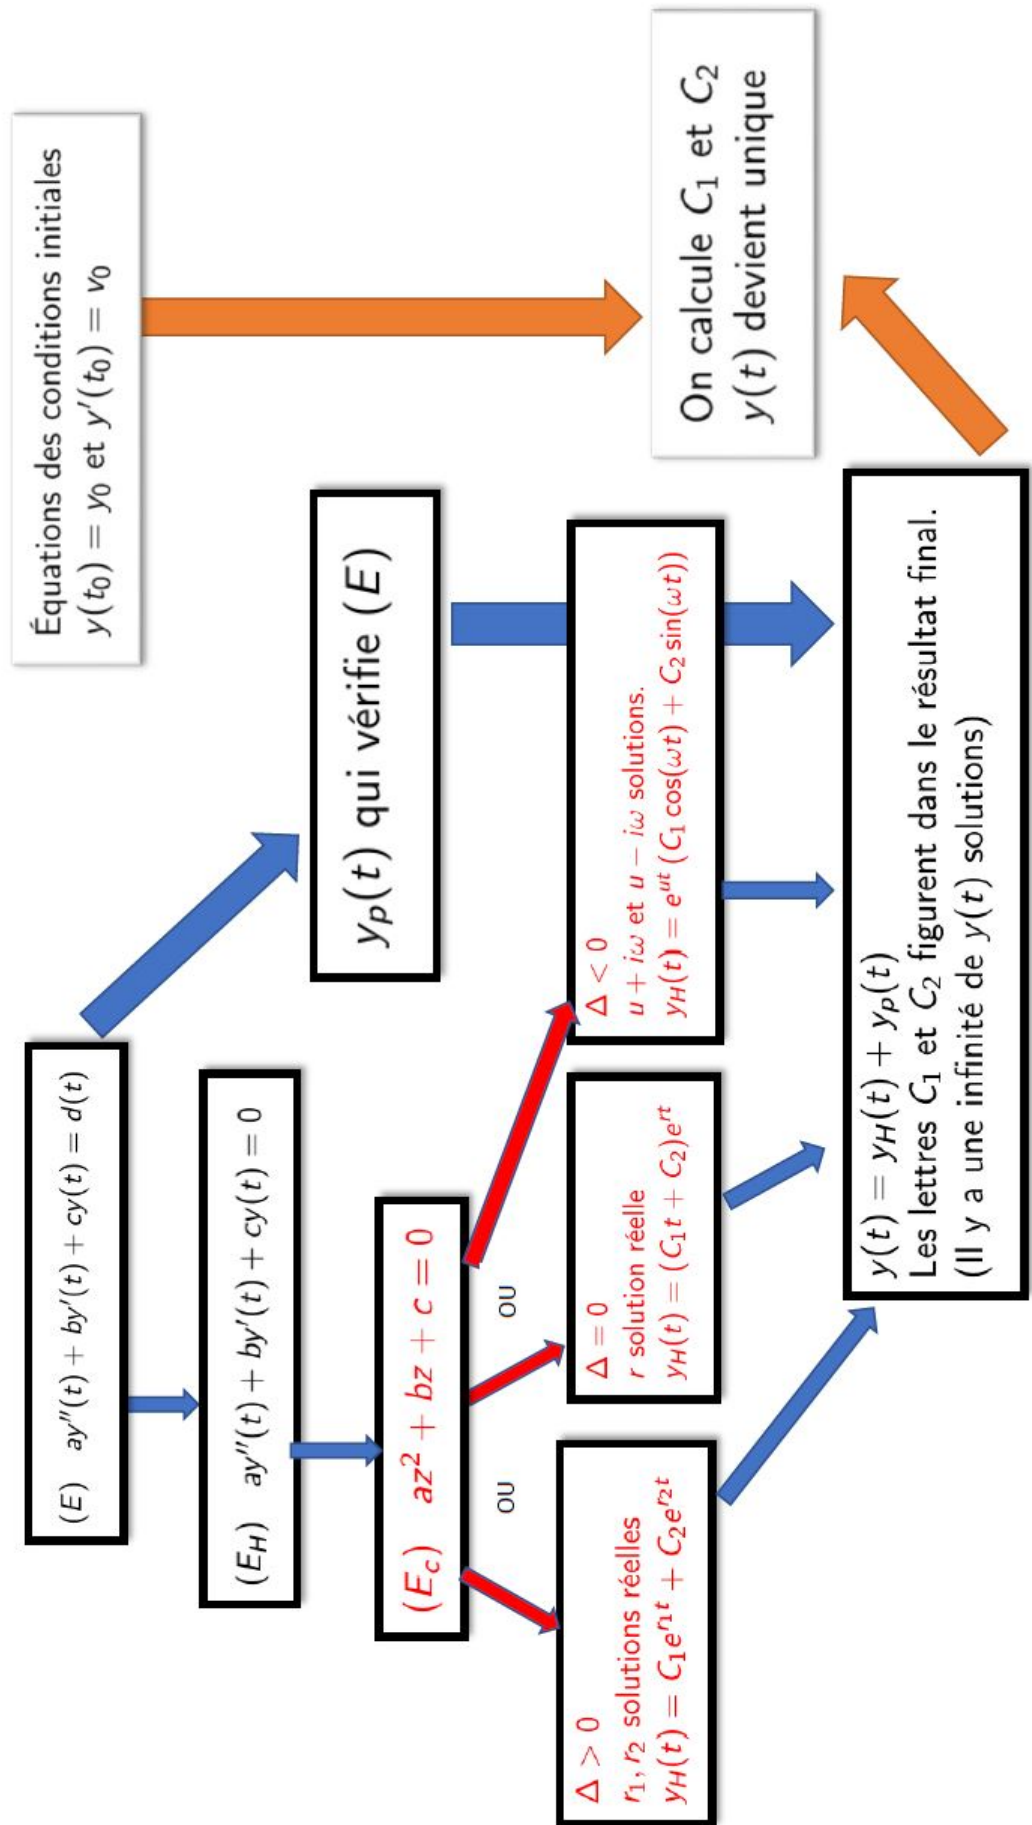 (E) ay''(t) + by'(t) + cy(t) = d(t)
Équations des conditions initiales
y(t₀) = y₀ et y'(t₀) = v₀
(E_H) ay''(t) + by'(t) + cy(t) = 0
y_p(t) qui vérifie (E)
(E_c) az² + bz + c = 0
OU
OU
Δ > 0
r₁, r₂ solutions réelles
y_H(t) = C₁e^{r₁t} + C₂e^{r₂t}
Δ = 0
r solution réelle
y_H(t) = (C₁t + C₂)e^{rt}
Δ < 0
u + iω et u − iω solutions.
y_H(t) = e^{ut} (C₁ cos(ωt) + C₂ sin(ωt))
On calcule C₁ et C₂
y(t) devient unique
y(t) = y_H(t) + y_p(t)
Les lettres C₁ et C₂ figurent dans le résultat final.
(Il y a une infinité de y(t) solutions)